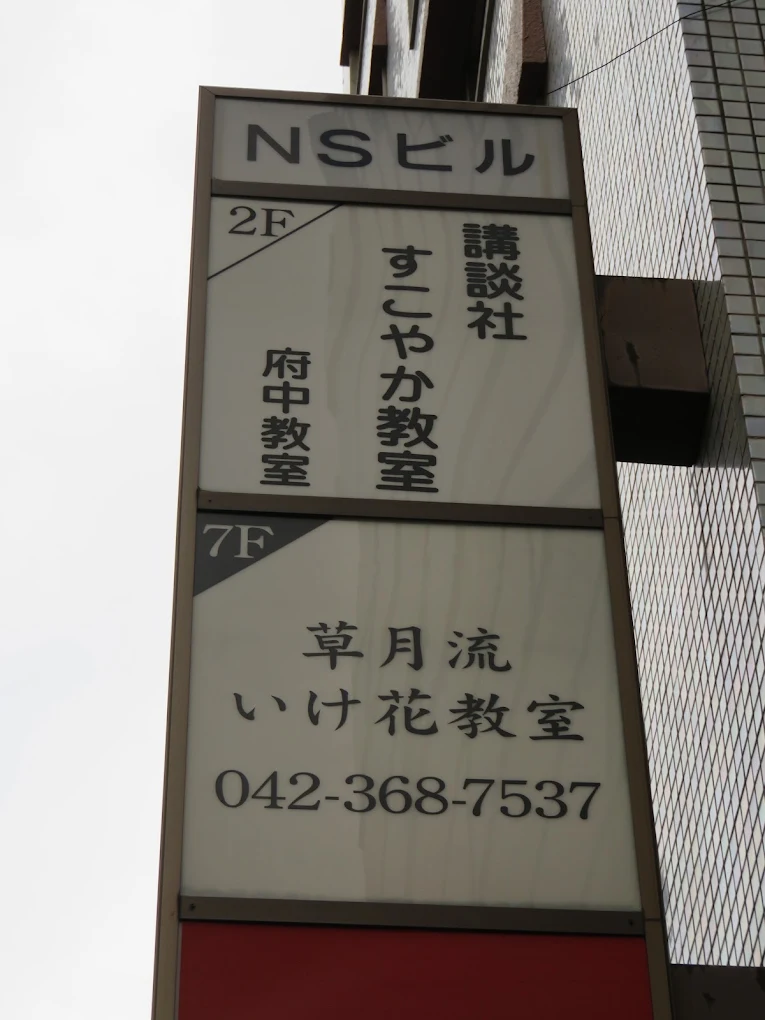 NSビル
2F
講談社
すこやか教室
府中教室
7F
草月流
いけ花教室
042-368-7537